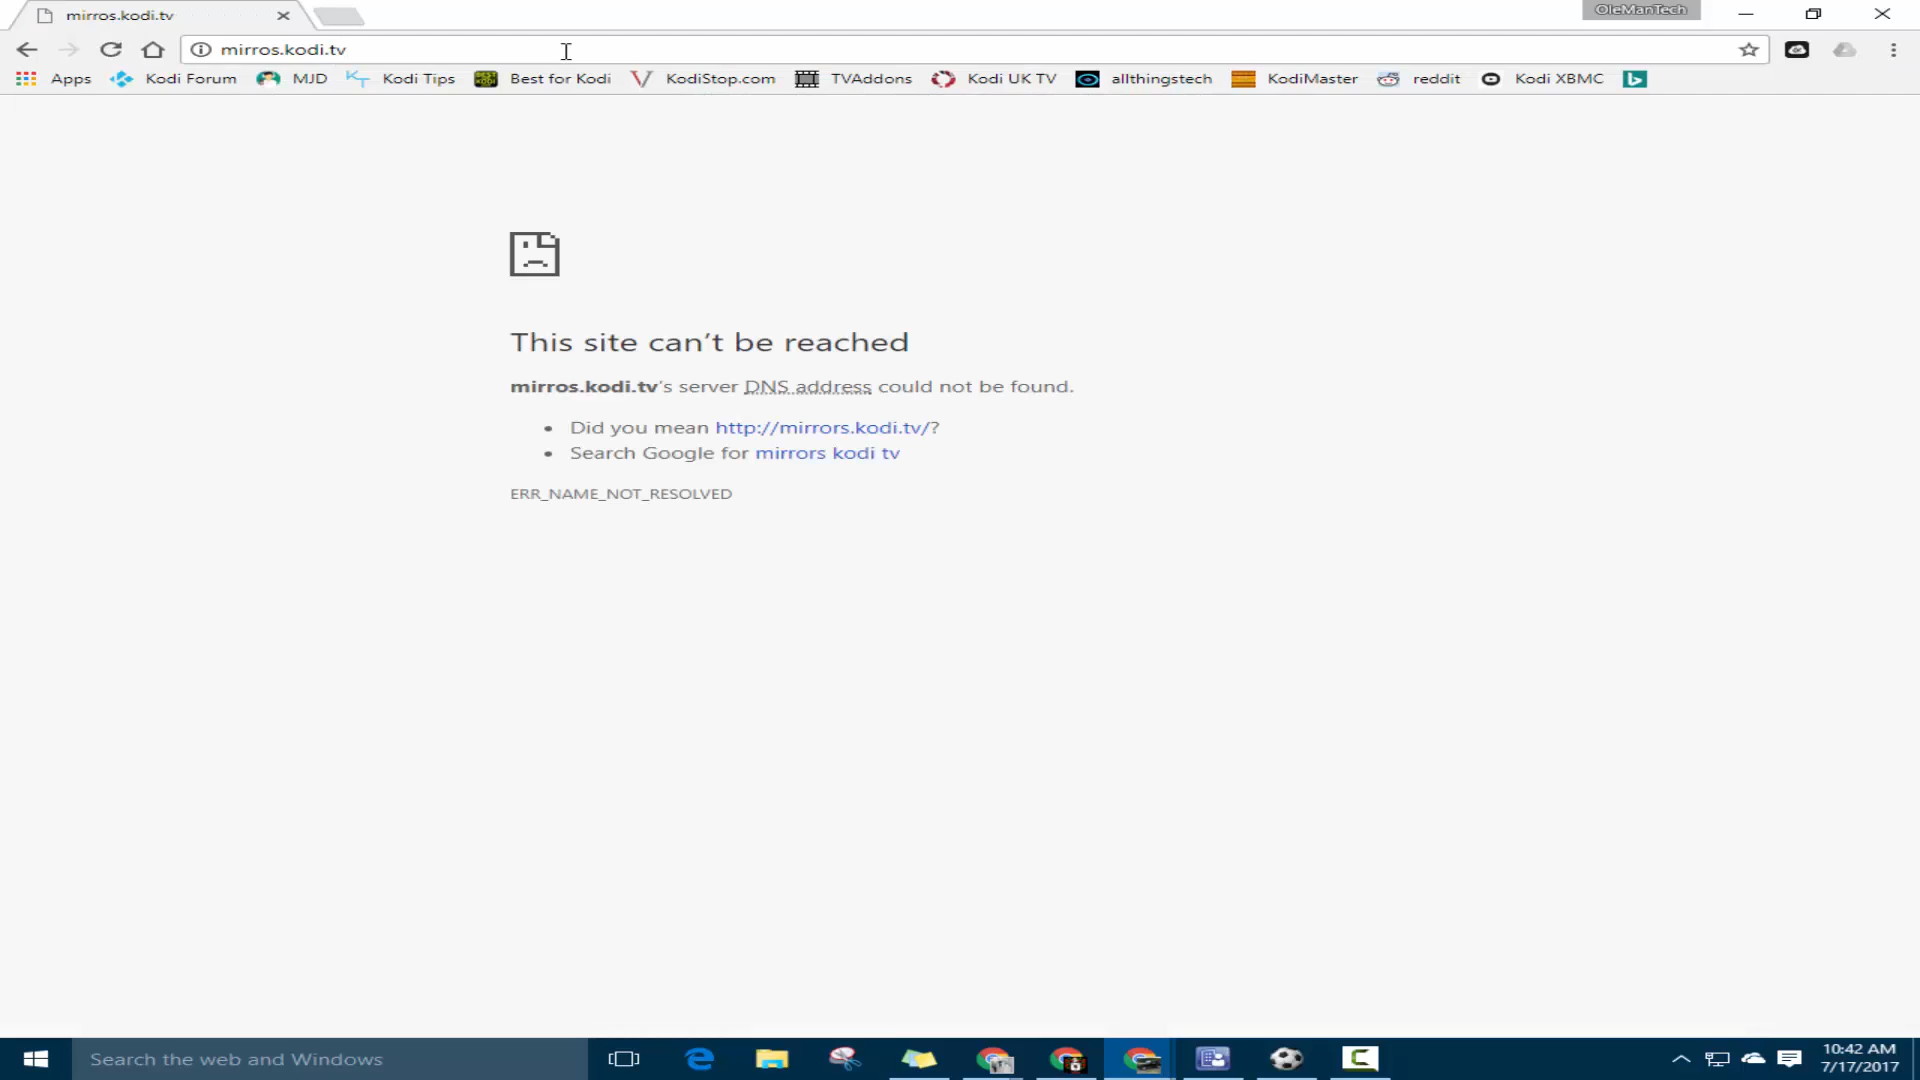 mirros.kodi.tv
OleManTech
mirros.kodi.tv
Apps Kodi Forum MJD Kodi Tips Best for Kodi KodiStop.com TVAddons Kodi UK TV allthingstech KodiMaster reddit Kodi XBMC
This site can't be reached
mirros.kodi.tv's server DNS address could not be found.
• Did you mean http://mirrors.kodi.tv/?
• Search Google for mirrors kodi tv
ERR_NAME_NOT_RESOLVED
Search the web and Windows
10:42 AM
7/17/2017